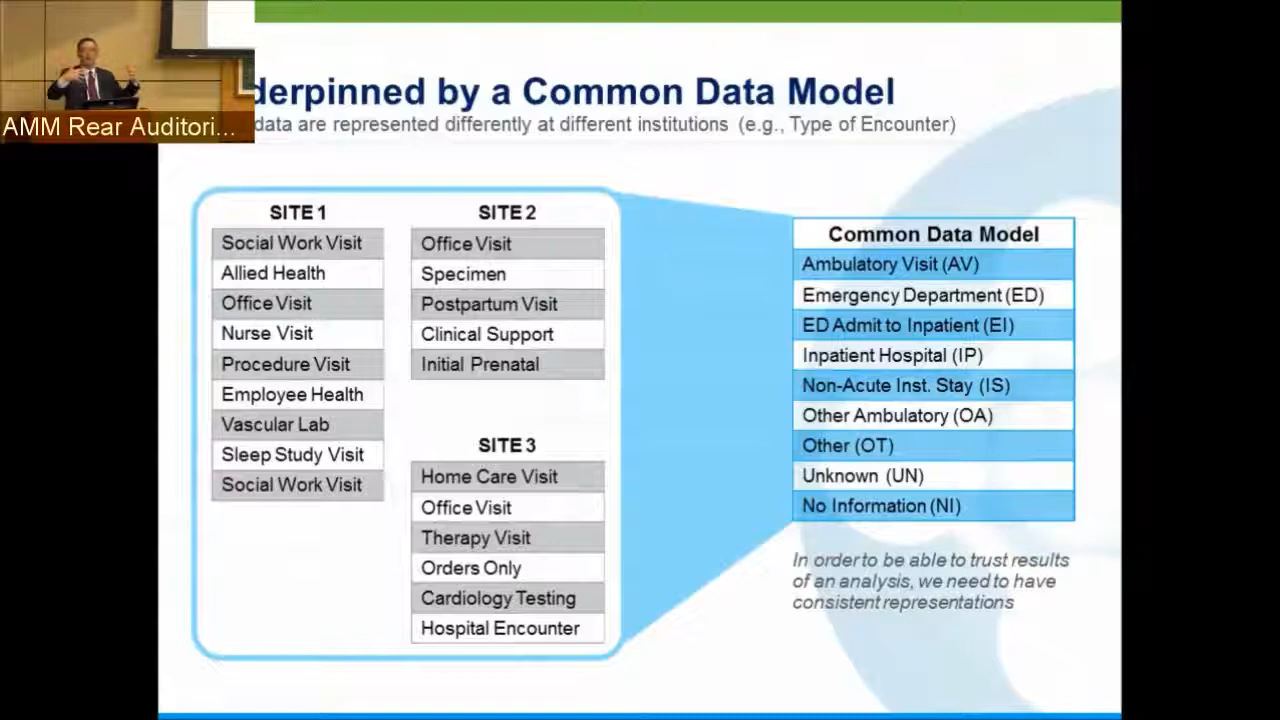 AMM Rear Auditori...
derpinned by a Common Data Model
data are represented differently at different institutions (e.g., Type of Encounter)
SITE 1
Social Work Visit
Allied Health
Office Visit
Nurse Visit
Procedure Visit
Employee Health
Vascular Lab
Sleep Study Visit
Social Work Visit
SITE 2
Office Visit
Specimen
Postpartum Visit
Clinical Support
Initial Prenatal
SITE 3
Home Care Visit
Office Visit
Therapy Visit
Orders Only
Cardiology Testing
Hospital Encounter
Common Data Model
Ambulatory Visit (AV)
Emergency Department (ED)
ED Admit to Inpatient (EI)
Inpatient Hospital (IP)
Non-Acute Inst. Stay (IS)
Other Ambulatory (OA)
Other (OT)
Unknown (UN)
No Information (NI)
In order to be able to trust results
of an analysis, we need to have
consistent representations